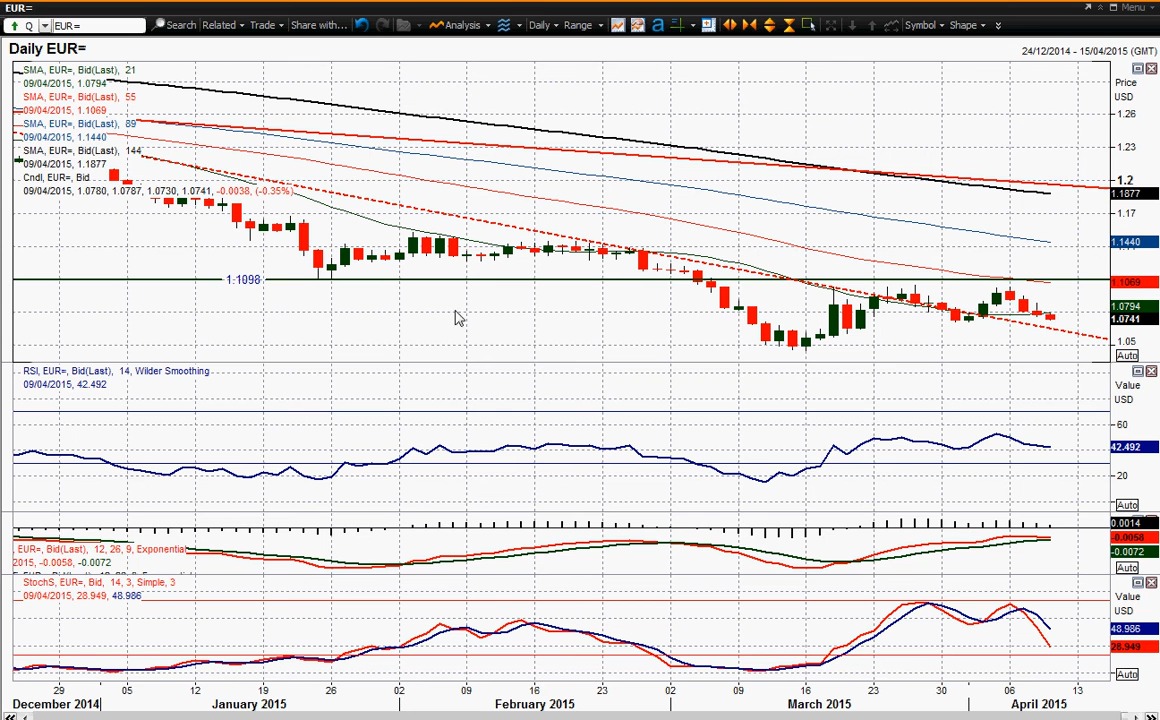 EUR=
Menu
Q EUR= Search Related Trade Share with... Analysis Daily Range a Symbol Shape
Daily EUR=
24/12/2014 - 15/04/2015 (GMT)
SMA, EUR=, Bid(Last), 21
09/04/2015, 1.0794
SMA, EUR=, Bid(Last), 55
09/04/2015, 1.1069
SMA, EUR=, Bid(Last), 89
09/04/2015, 1.1440
SMA, EUR=, Bid(Last), 144
09/04/2015, 1.1877
Cndl, EUR=, Bid
09/04/2015, 1.0780, 1.0787, 1.0730, 1.0741, -0.0038, (-0.35%)
Price
USD
1.26
1.23
1.2
1.1877
1.17
1.1440
1.1098
1.1069
1.0794
1.0741
1.05
Auto
RSI, EUR=, Bid(Last), 14, Wilder Smoothing
09/04/2015, 42.492
Value
USD
60
42.492
20
Auto
, EUR=, Bid(Last), 12, 26, 9, Exponential
2015, -0.0058, -0.0072
0.0014
-0.0058
-0.0072
Auto
StochS, EUR=, Bid, 14, 3, Simple, 3
09/04/2015, 28.949, 48.986
Value
USD
48.986
28.949
Auto
29 05 12 19 26 02 09 16 23 02 09 16 23 30 06 13
December 2014 January 2015 February 2015 March 2015 April 2015